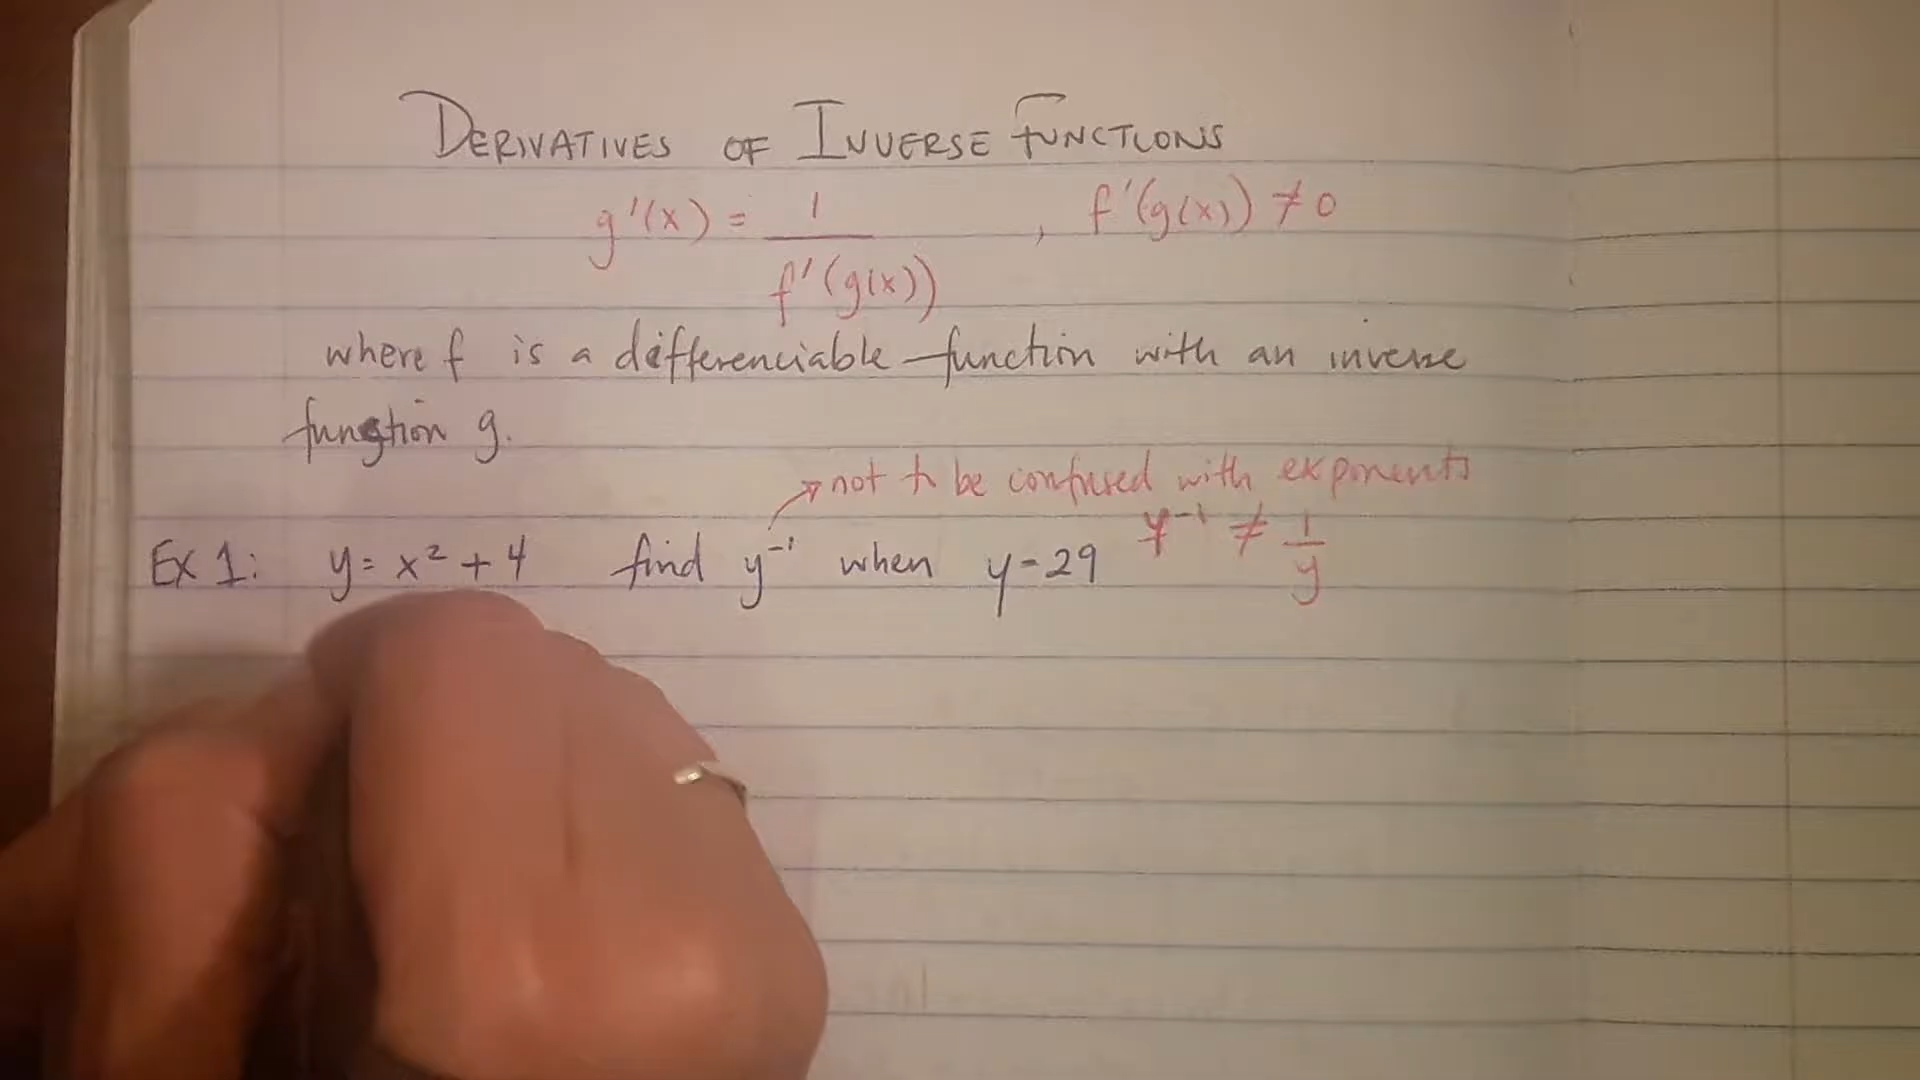 DERIVATIVES OF INVERSE FUNCTIONS
g'(x) = 1 / f'(g(x)) , f'(g(x)) ≠ 0
where f is a differenciable function with an inverse
function g.
→ not to be confused with exponents
Ex 1: y = x² + 4 find y⁻¹ when y = 29 y⁻¹ ≠ 1/y